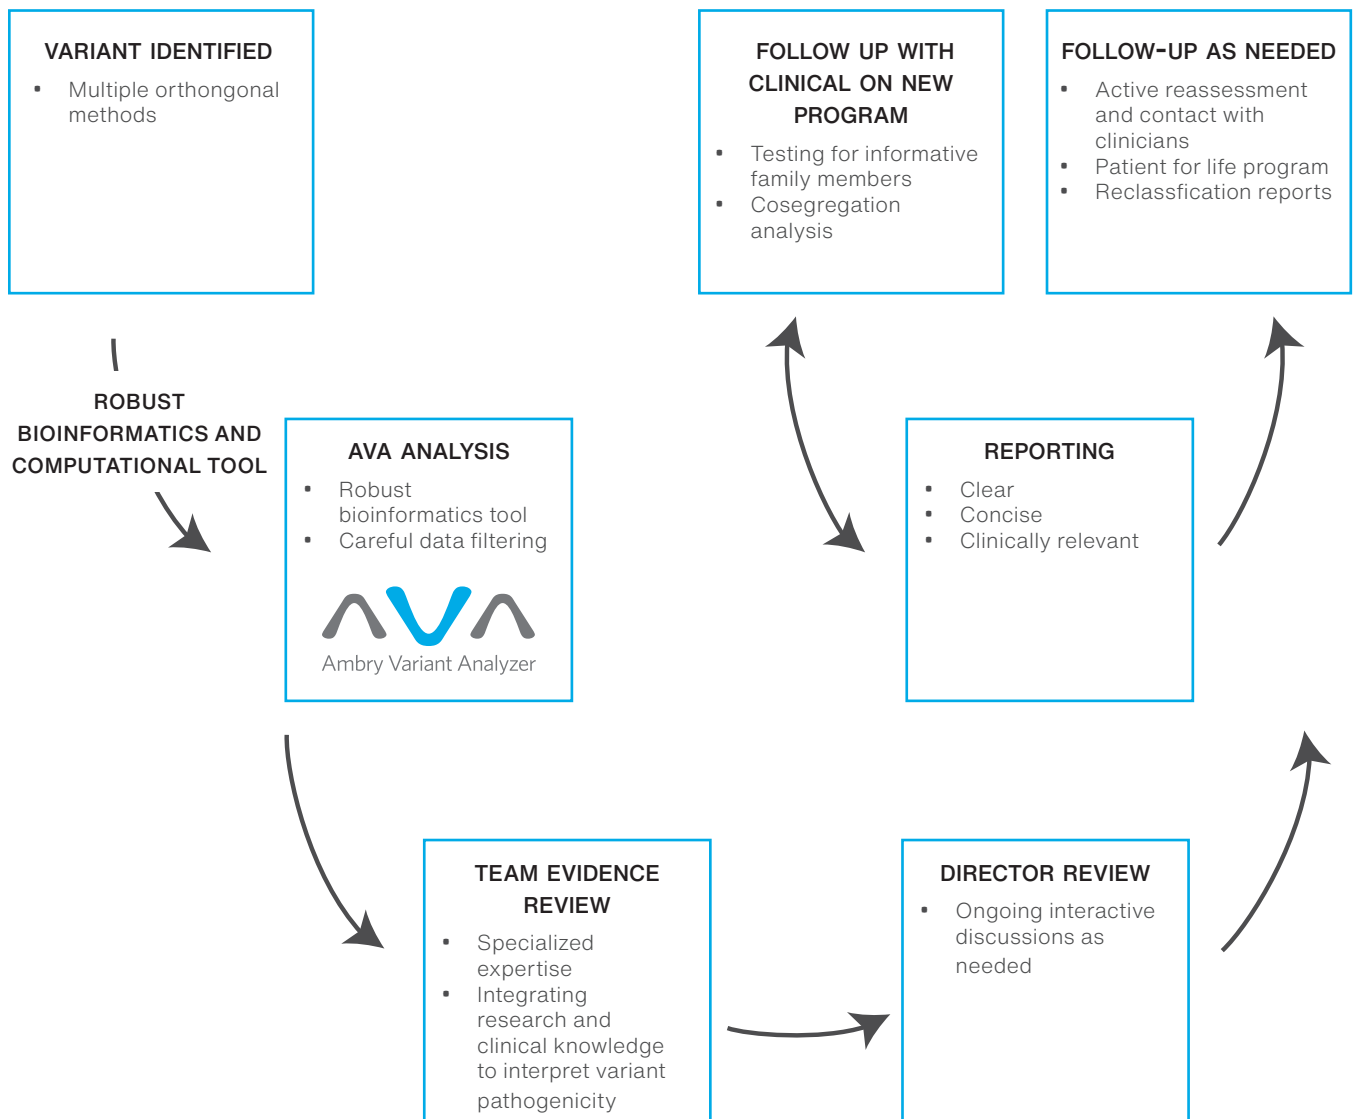 VARIANT IDENTIFIED
▪ Multiple orthongonal
methods
FOLLOW UP WITH
CLINICAL ON NEW
PROGRAM
▪ Testing for informative
family members
▪ Cosegregation
analysis
FOLLOW-UP AS NEEDED
▪ Active reassessment
and contact with
clinicians
▪ Patient for life program
▪ Reclassfication reports
ROBUST
BIOINFORMATICS AND
COMPUTATIONAL TOOL
AVA ANALYSIS
▪ Robust
bioinformatics tool
▪ Careful data filtering
AVA
Ambry Variant Analyzer
REPORTING
▪ Clear
▪ Concise
▪ Clinically relevant
TEAM EVIDENCE
REVIEW
▪ Specialized
expertise
▪ Integrating
research and
clinical knowledge
to interpret variant
pathogenicity
DIRECTOR REVIEW
▪ Ongoing interactive
discussions as
needed